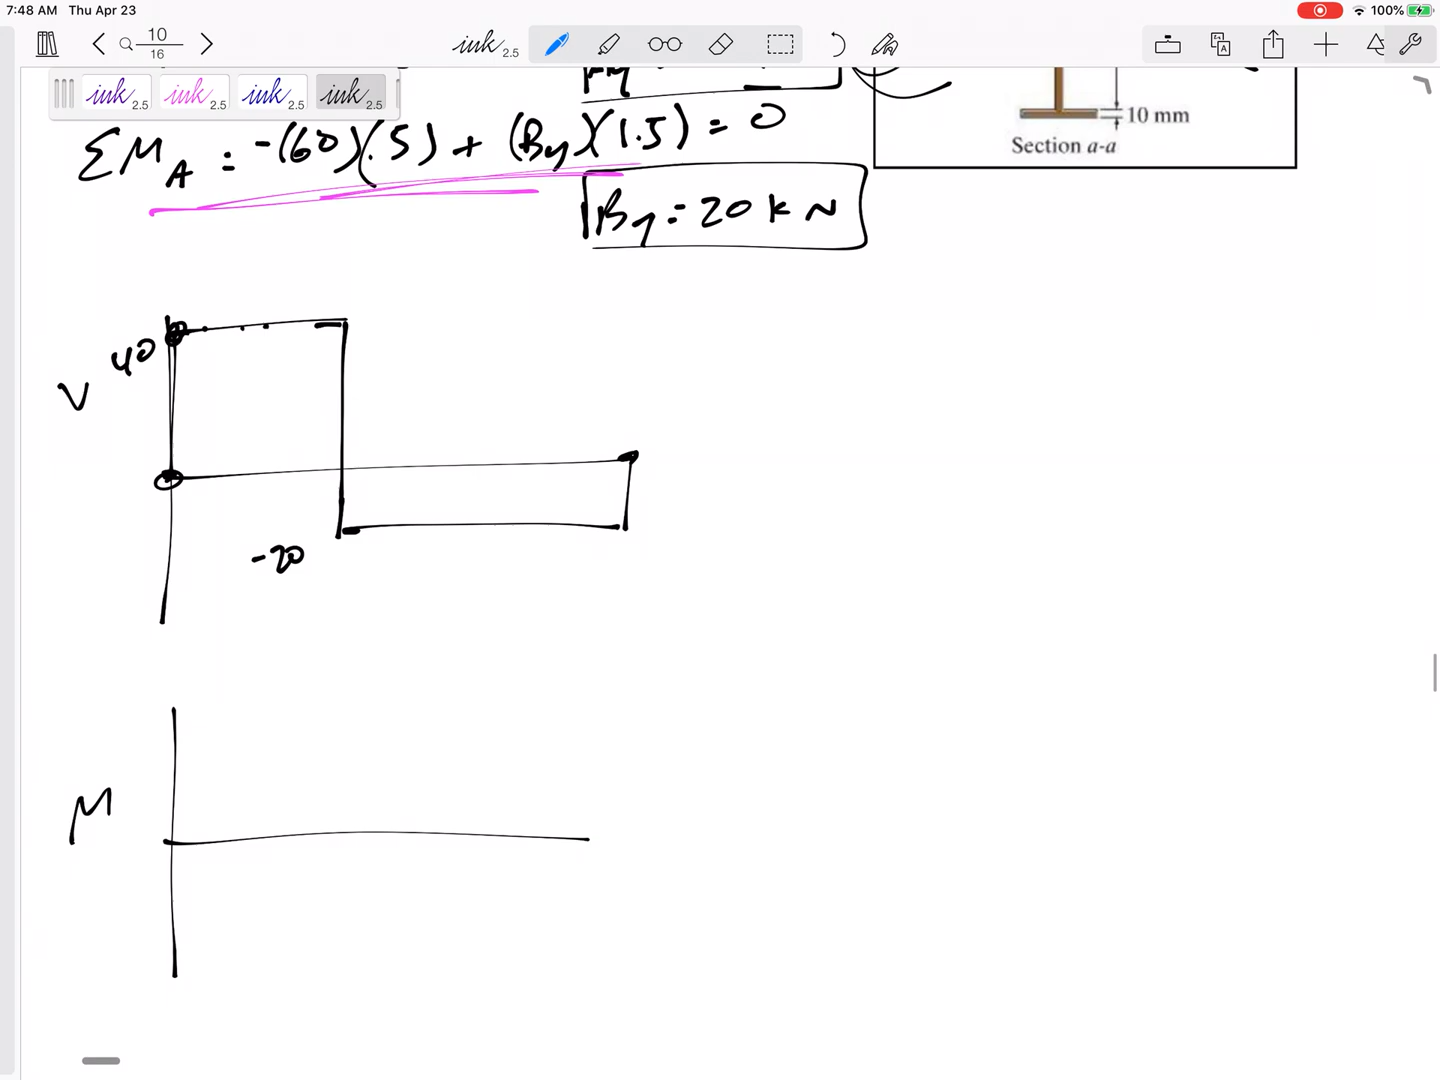 7:48 AM Thu Apr 23
100%
10
16
ink 2.5
ink 2.5
ink 2.5
ink 2.5
ink 2.5
ΣM_A = -(60)(.5) + (By)(1.5) = 0
By = 20 kN
10 mm
Section a-a
40
V
-20
M